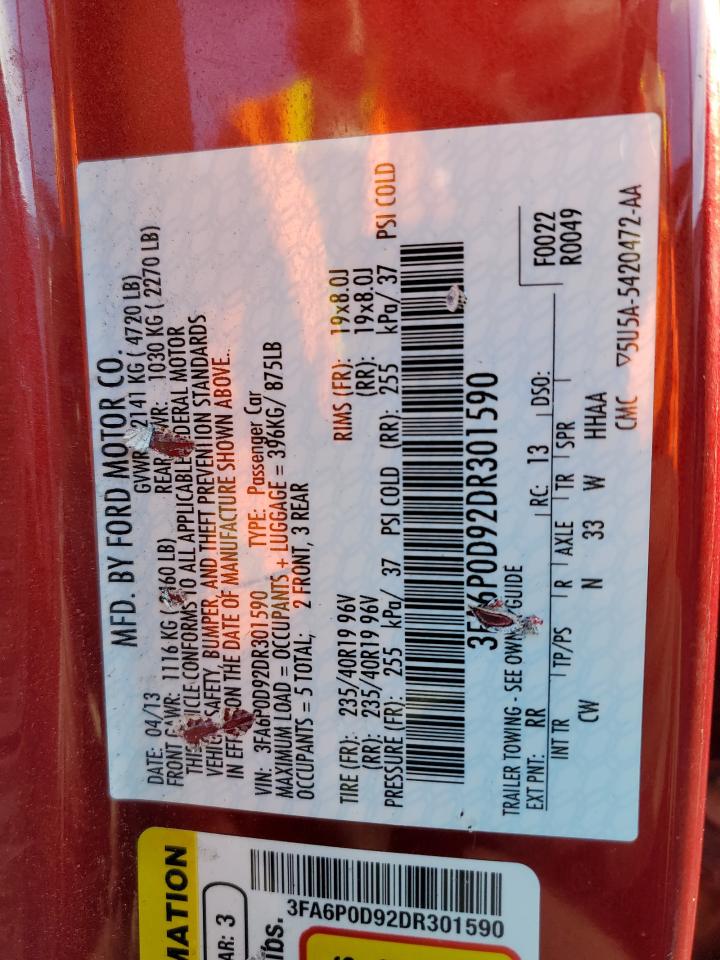 MFD. BY FORD MOTOR CO.
DATE: 04/13 GVWR: 2141 KG ( 4720 LB)
FRONT GAWR: 1116 KG ( 2460 LB) REAR GAWR: 1030 KG ( 2270 LB)
THIS VEHICLE CONFORMS TO ALL APPLICABLE FEDERAL MOTOR
VEHICLE SAFETY, BUMPER, AND THEFT PREVENTION STANDARDS
IN EFFECT ON THE DATE OF MANUFACTURE SHOWN ABOVE..
VIN: 3FA6P0D92DR301590 TYPE: Passenger Car
MAXIMUM LOAD = OCCUPANTS + LUGGAGE = 396KG/ 875LB
OCCUPANTS = 5 TOTAL; 2 FRONT, 3 REAR
TIRE (FR): 235/40R19 96V RIMS (FR): 19x8.0J
(RR): 235/40R19 96V (RR): 19x8.0J
PRESSURE (FR): 255 kPa/ 37 PSI COLD (RR): 255 kPa/ 37 PSI COLD
3FA6P0D92DR301590
TRAILER TOWING - SEE OWNERS GUIDE
EXT PNT: RR RC: 13 DSO: F0022
R0049
INT TR TP/PS R AXLE TR SPR
CW N 33 W HHAA
CMC 5U5A-5420472-AA
MATION
AR: 3
lbs.
3FA6P0D92DR301590